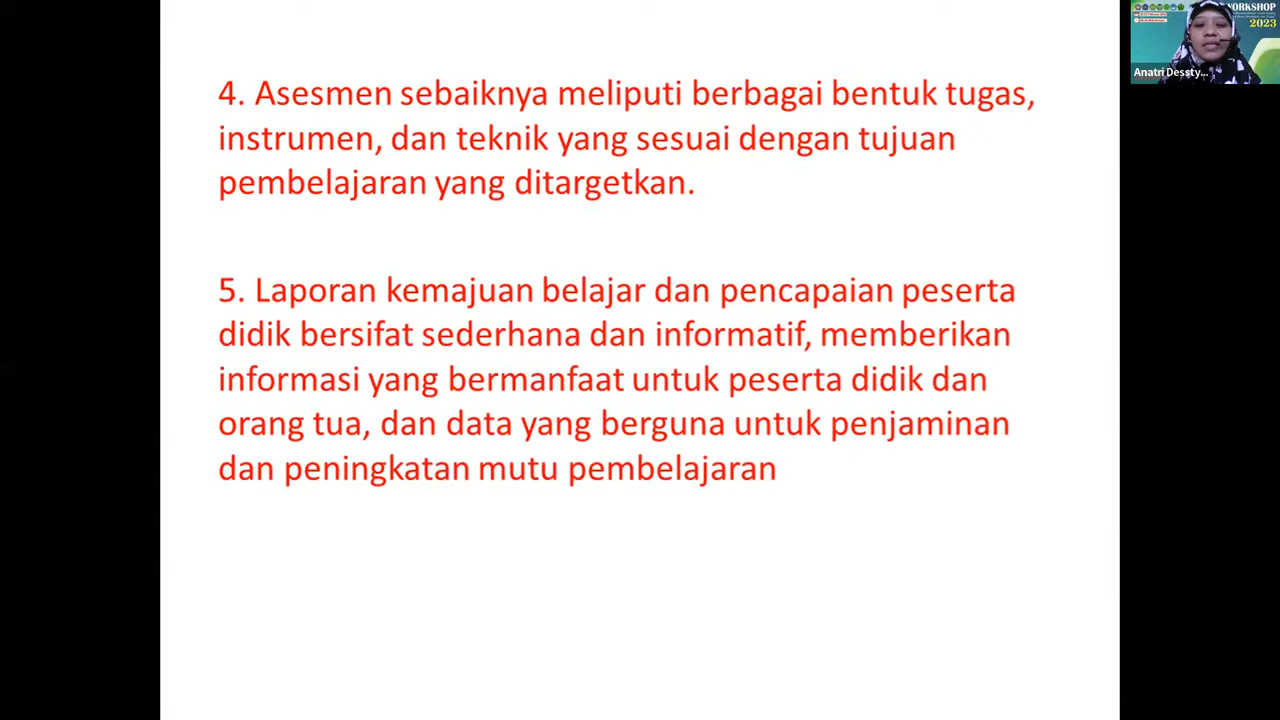 WORKSHOP
2023
Anatri Dessty...
4. Asesmen sebaiknya meliputi berbagai bentuk tugas,
instrumen, dan teknik yang sesuai dengan tujuan
pembelajaran yang ditargetkan.
5. Laporan kemajuan belajar dan pencapaian peserta
didik bersifat sederhana dan informatif, memberikan
informasi yang bermanfaat untuk peserta didik dan
orang tua, dan data yang berguna untuk penjaminan
dan peningkatan mutu pembelajaran